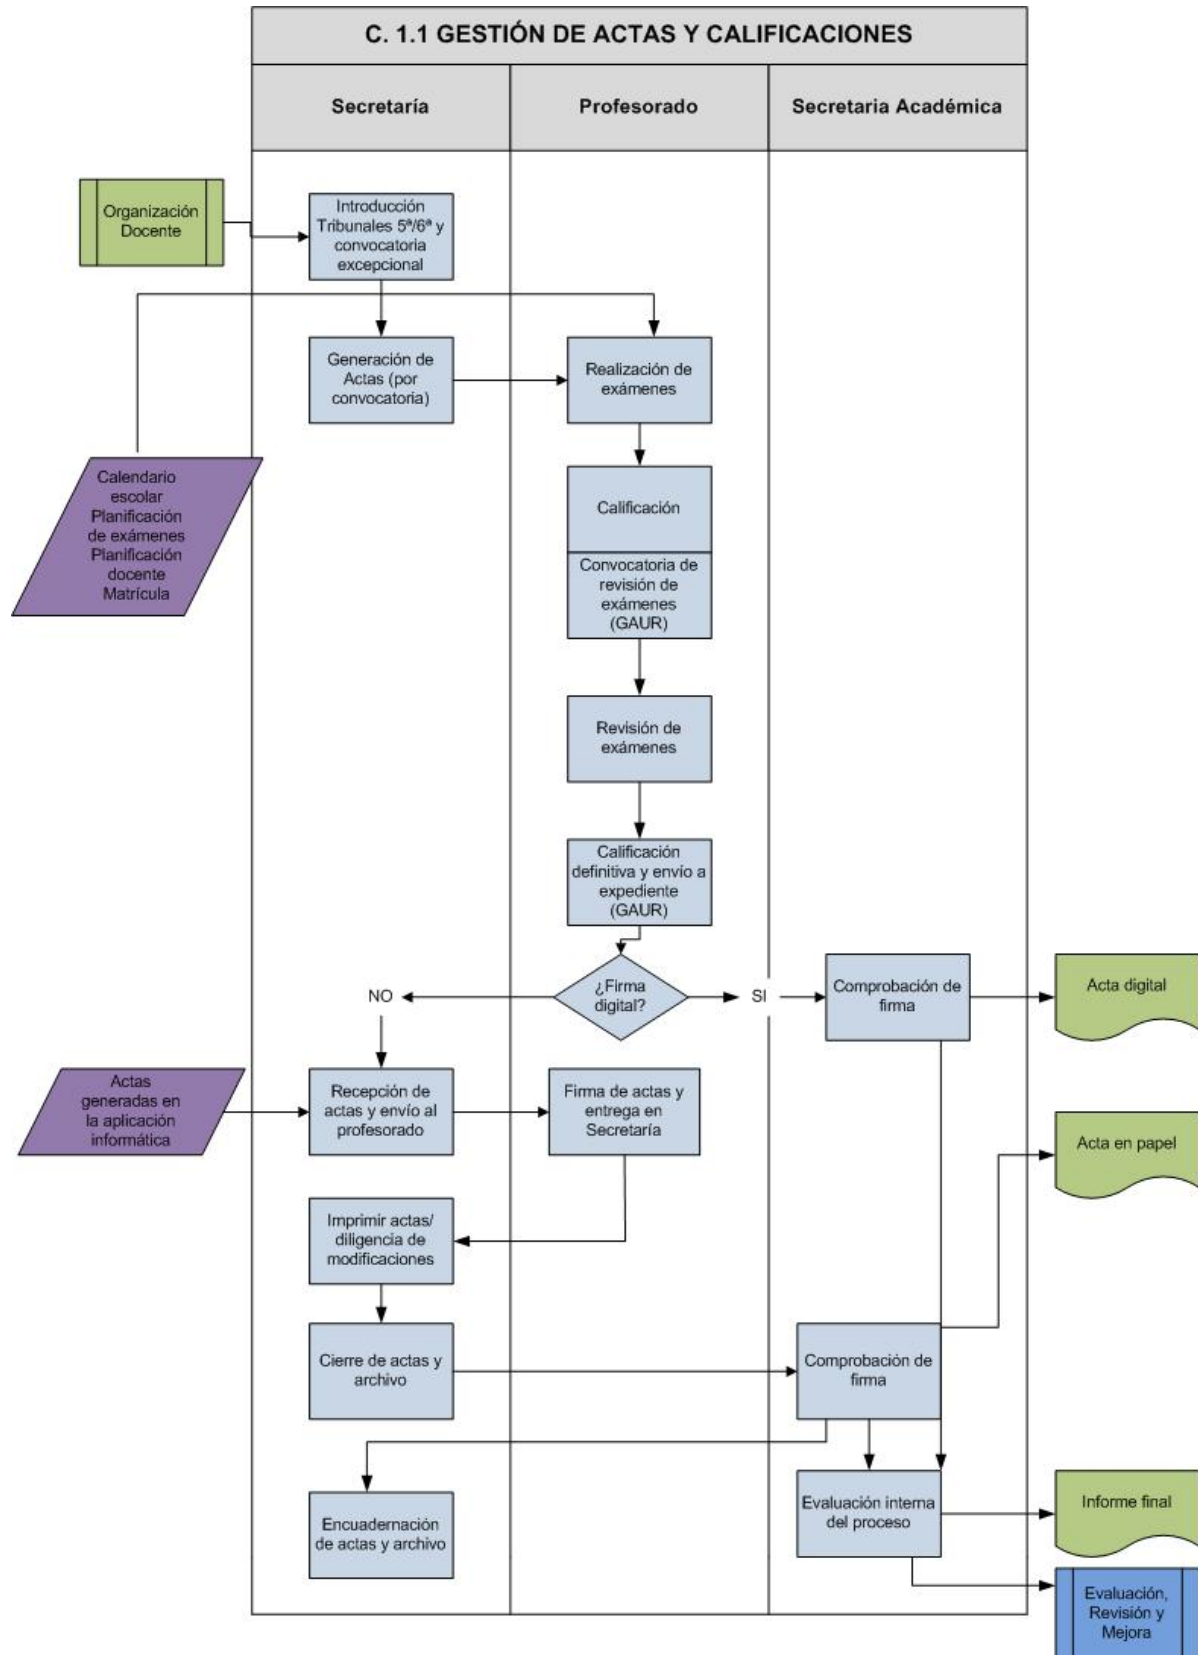 C. 1.1 GESTIÓN DE ACTAS Y CALIFICACIONES
Secretaría
Profesorado
Secretaria Académica
Organización
Docente
Introducción
Tribunales 5ª/6ª y
convocatoria
excepcional
Generación de
Actas (por
convocatoria)
Realización de
exámenes
Calendario
escolar
Planificación
de exámenes
Planificación
docente
Matrícula
Calificación
Convocatoria de
revisión de
exámenes
(GAUR)
Revisión de
exámenes
Calificación
definitiva y envío a
expediente
(GAUR)
¿Firma
digital?
NO
SI
Comprobación de
firma
Acta digital
Actas
generadas en
la aplicación
informática
Recepción de
actas y envío al
profesorado
Firma de actas y
entrega en
Secretaría
Acta en papel
Imprimir actas/
diligencia de
modificaciones
Cierre de actas y
archivo
Comprobación de
firma
Encuadernación
de actas y archivo
Evaluación interna
del proceso
Informe final
Evaluación,
Revisión y
Mejora